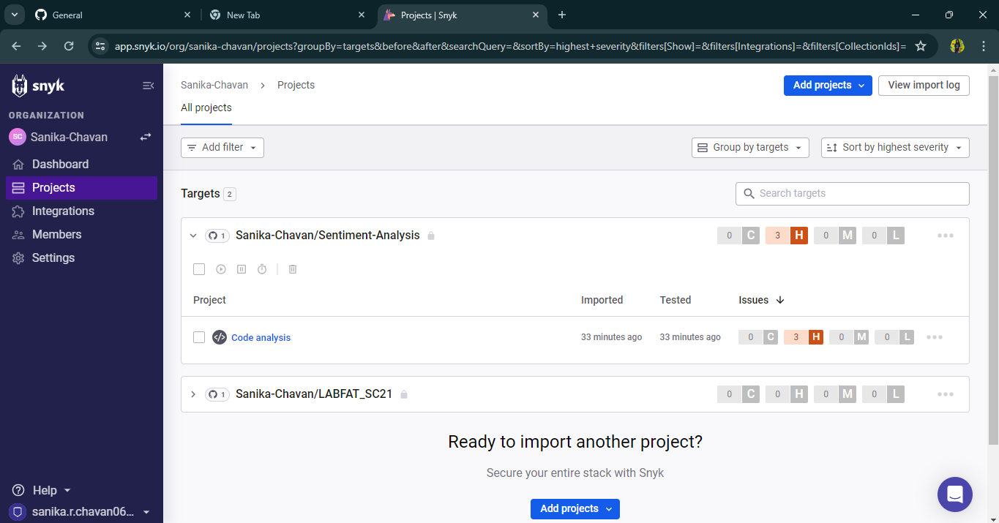 General
New Tab
Projects | Snyk
app.snyk.io/org/sanika-chavan/projects?groupBy=targets&before&after&searchQuery=&sortBy=highest+severity&filters[Show]=&filters[Integrations]=&filters[CollectionIds]=
snyk
ORGANIZATION
SC Sanika-Chavan
Dashboard
Projects
Integrations
Members
Settings
Help
sanika.r.chavan06...
Sanika-Chavan > Projects
Add projects
View import log
All projects
Add filter
Group by targets
Sort by highest severity
Targets 2
Search targets
1 Sanika-Chavan/Sentiment-Analysis 0 C 3 H 0 M 0 L
Project Imported Tested Issues
Code analysis 33 minutes ago 33 minutes ago 0 C 3 H 0 M 0 L
1 Sanika-Chavan/LABFAT_SC21 0 C 0 H 0 M 0 L
Ready to import another project?
Secure your entire stack with Snyk
Add projects